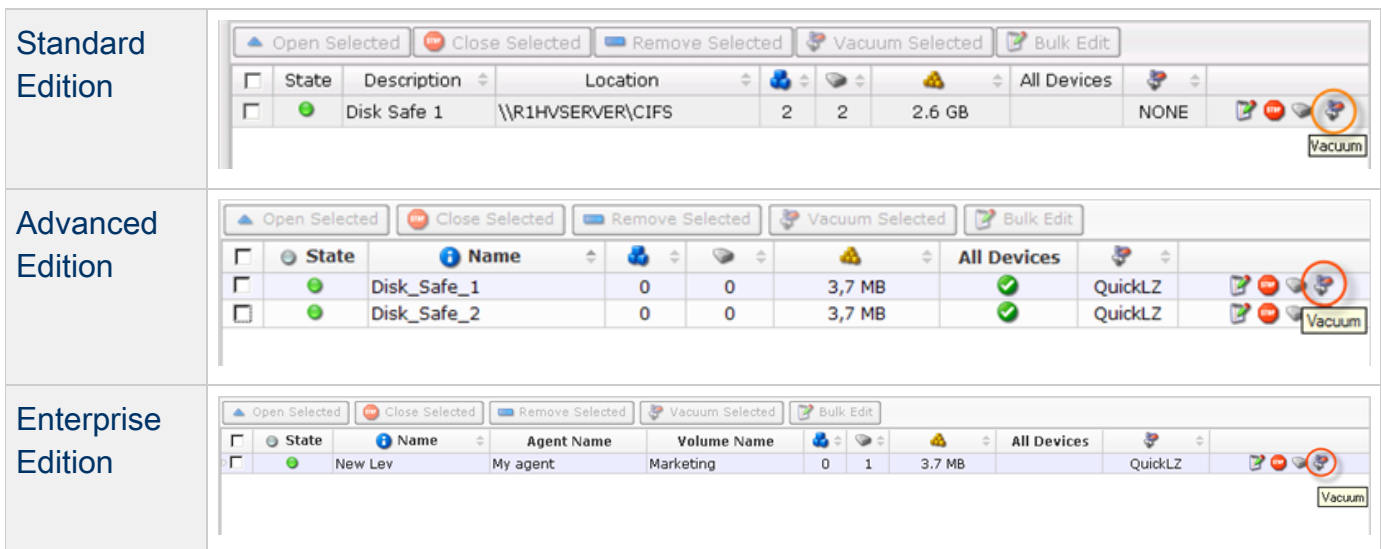 Standard
Edition
Open Selected Close Selected Remove Selected Vacuum Selected Bulk Edit
State Description Location All Devices
Disk Safe 1 \\R1HVSERVER\CIFS 2 2 2.6 GB NONE
Vacuum
Advanced
Edition
Open Selected Close Selected Remove Selected Vacuum Selected Bulk Edit
State Name All Devices
Disk_Safe_1 0 0 3,7 MB QuickLZ
Disk_Safe_2 0 0 3,7 MB QuickLZ
Vacuum
Enterprise
Edition
Open Selected Close Selected Remove Selected Vacuum Selected Bulk Edit
State Name Agent Name Volume Name All Devices
New Lev My agent Marketing 0 1 3.7 MB QuickLZ
Vacuum